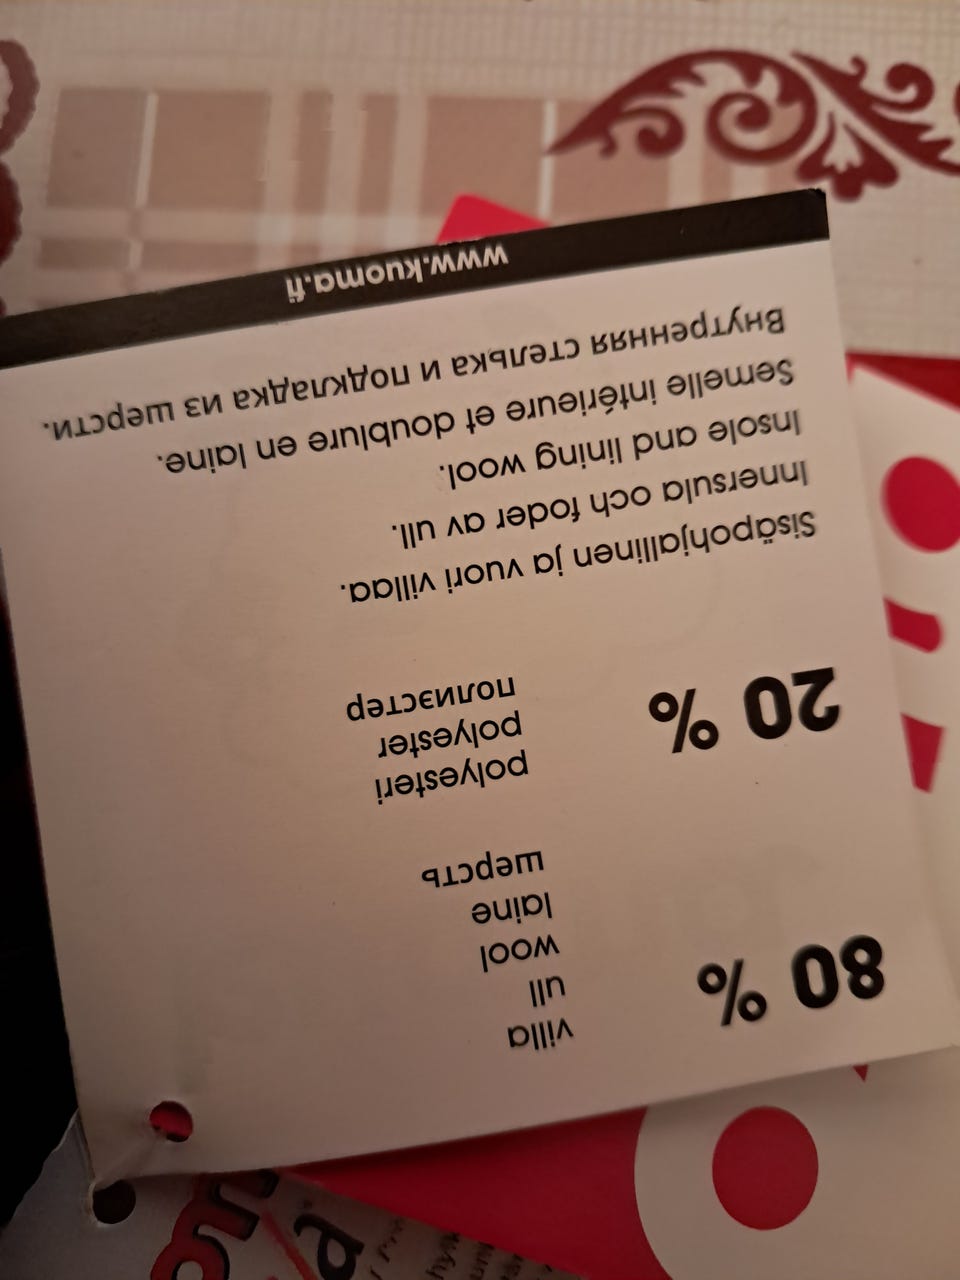 80 %
villa
ull
wool
laine
шерсть
20 %
polyesteri
polyester
полиэстер
Sisäpohjallinen ja vuori villaa.
Innersula och foder av ull.
Insole and lining wool.
Semelle intérieure et doublure en laine.
Внутренняя стелька и подкладка из шерсти.
www.kuoma.fi